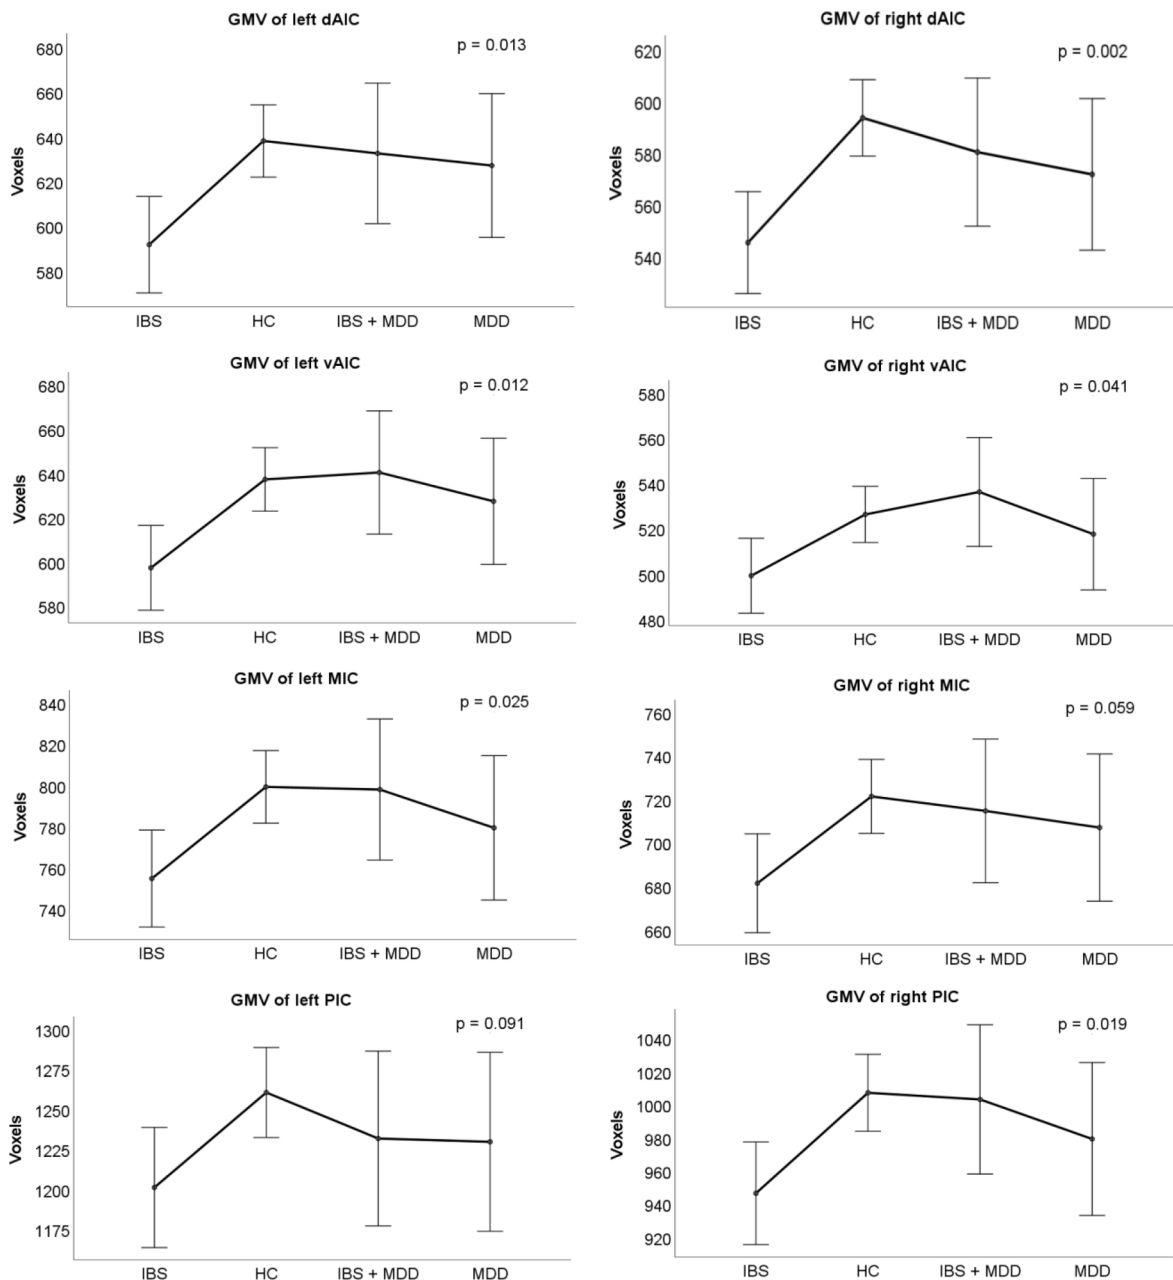 GMV of left dAIC
p = 0.013
Voxels
680
660
640
620
600
580
IBS
HC
IBS + MDD
MDD
GMV of right dAIC
p = 0.002
Voxels
620
600
580
560
540
IBS
HC
IBS + MDD
MDD
GMV of left vAIC
p = 0.012
Voxels
680
660
640
620
600
580
IBS
HC
IBS + MDD
MDD
GMV of right vAIC
p = 0.041
Voxels
580
560
540
520
500
480
IBS
HC
IBS + MDD
MDD
GMV of left MIC
p = 0.025
Voxels
840
820
800
780
760
740
IBS
HC
IBS + MDD
MDD
GMV of right MIC
p = 0.059
Voxels
760
740
720
700
680
660
IBS
HC
IBS + MDD
MDD
GMV of left PIC
p = 0.091
Voxels
1300
1275
1250
1225
1200
1175
IBS
HC
IBS + MDD
MDD
GMV of right PIC
p = 0.019
Voxels
1040
1020
1000
980
960
940
920
IBS
HC
IBS + MDD
MDD